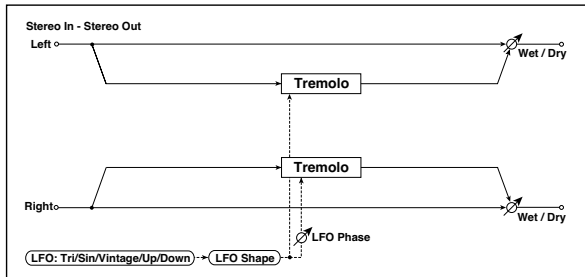 Stereo In - Stereo Out
Left
Wet / Dry
Tremolo
Tremolo
Right
Wet / Dry
LFO Phase
LFO: Tri/Sin/Vintage/Up/Down
LFO Shape